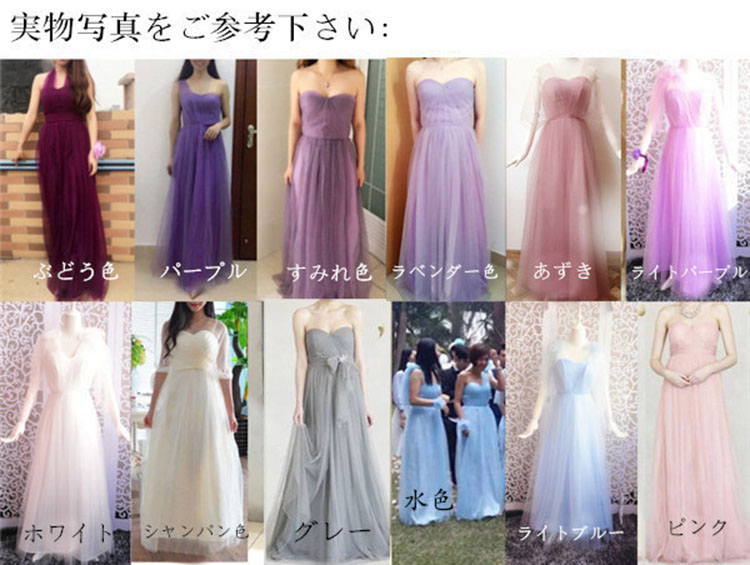 実物写真をご参考下さい:
ぶどう色
パープル
すみれ色
ラベンダー色
あずき
ライトパープル
ホワイト
シャンパン色
グレー
水色
ライトブルー
ピンク